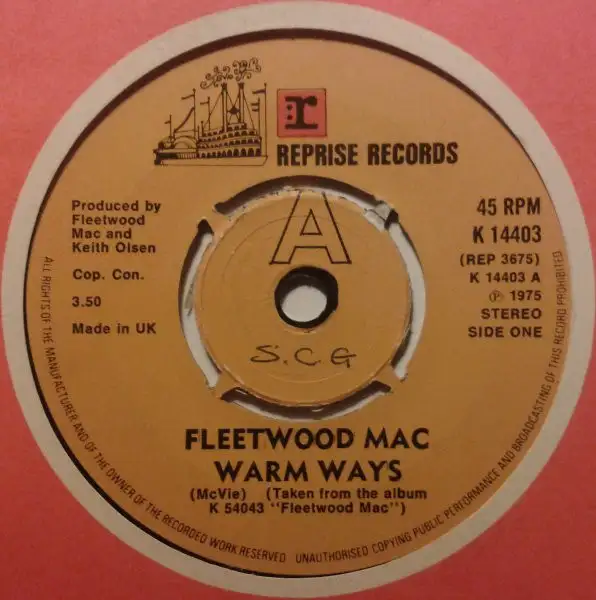 r
REPRISE RECORDS
Produced by
Fleetwood
Mac and
Keith Olsen
Cop. Con.
3.50
Made in UK
A
45 RPM
K 14403
(REP 3675)
K 14403 A
℗ 1975
STEREO
SIDE ONE
S.C.G
FLEETWOOD MAC
WARM WAYS
(McVie) (Taken from the album
K 54043 "Fleetwood Mac")
ALL RIGHTS OF THE MANUFACTURER AND OF THE OWNER OF THE RECORDED WORK RESERVED UNAUTHORISED COPYING PUBLIC PERFORMANCE AND BROADCASTING OF THIS RECORD PROHIBITED